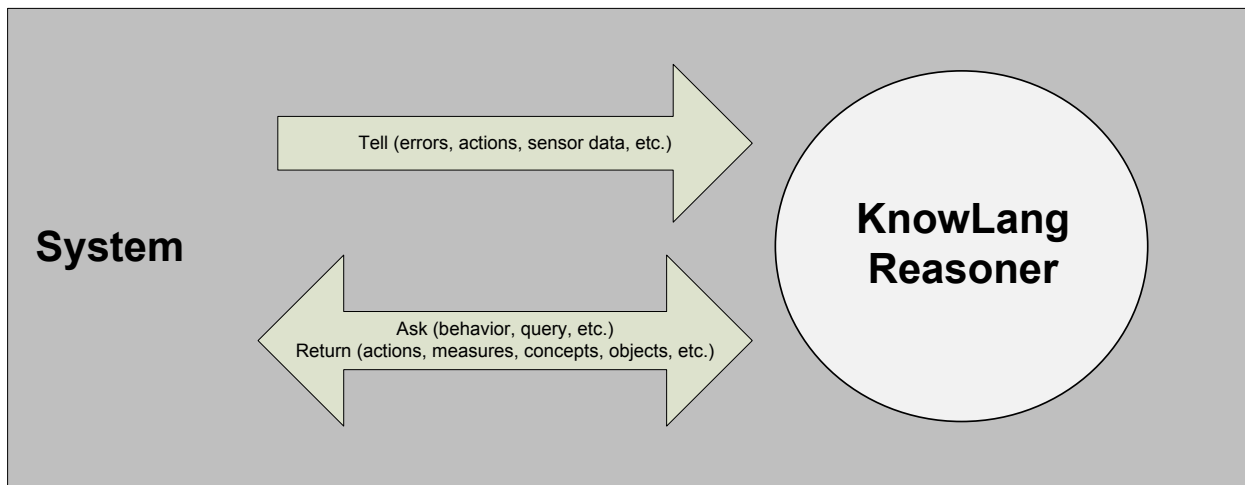 Tell (errors, actions, sensor data, etc.)
System
KnowLang
Reasoner
Ask (behavior, query, etc.)
Return (actions, measures, concepts, objects, etc.)